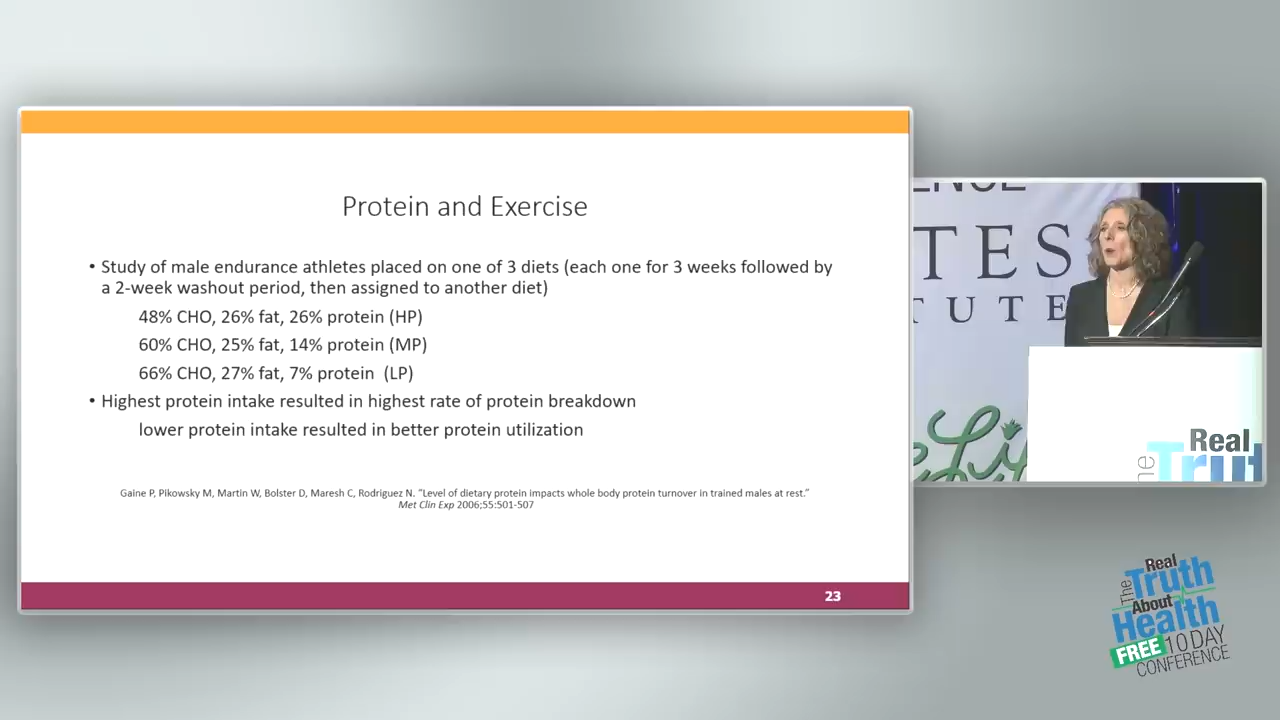 Protein and Exercise
• Study of male endurance athletes placed on one of 3 diets (each one for 3 weeks followed by
a 2-week washout period, then assigned to another diet)
48% CHO, 26% fat, 26% protein (HP)
60% CHO, 25% fat, 14% protein (MP)
66% CHO, 27% fat, 7% protein (LP)
• Highest protein intake resulted in highest rate of protein breakdown
lower protein intake resulted in better protein utilization
Gaine P, Pikowsky M, Martin W, Bolster D, Maresh C, Rodriguez N. "Level of dietary protein impacts whole body protein turnover in trained males at rest."
Met Clin Exp 2006;55:501-507
23
TES
TUTE
Real
The Real
Truth
About
Health
FREE 10 DAY
CONFERENCE